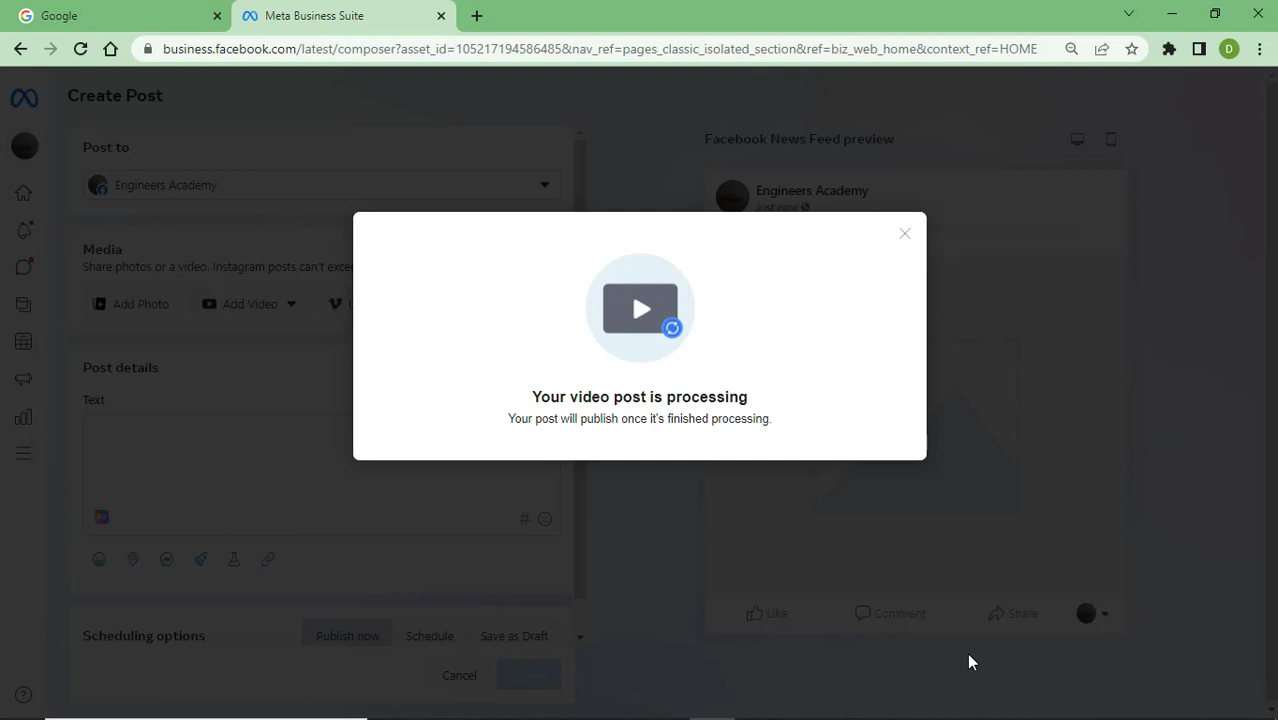 Google
Meta Business Suite
business.facebook.com/latest/composer?asset_id=105217194586485&nav_ref=pages_classic_isolated_section&ref=biz_web_home&context_ref=HOME
D
Create Post
Post to
Engineers Academy
Media
Share photos or a video. Instagram posts can't exce
Add Photo
Add Video
Post details
Text
#
Scheduling options
Publish now
Schedule
Save as Draft
Cancel
Facebook News Feed preview
Engineers Academy
Just now
Like
Comment
Share
Your video post is processing
Your post will publish once it's finished processing.